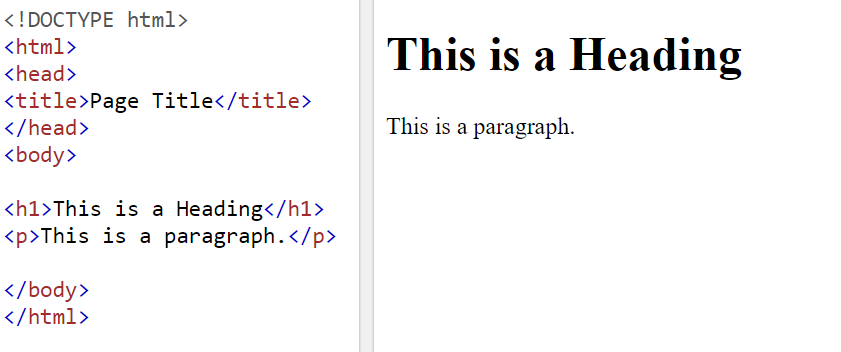 <!DOCTYPE html>
<html>
<head>
<title>Page Title</title>
</head>
<body>
<h1>This is a Heading</h1>
<p>This is a paragraph.</p>
</body>
</html>
This is a Heading
This is a paragraph.